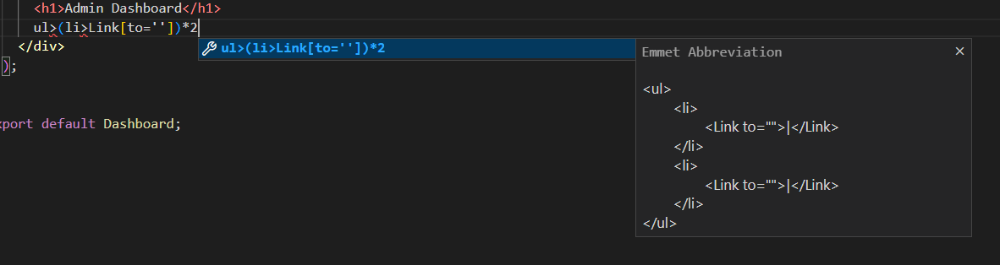 <h1>Admin Dashboard</h1>
ul>(li>Link[to=''])*2
</div>
);
xport default Dashboard;
ul>(li>Link[to=''])*2
Emmet Abbreviation ×
<ul>
<li>
<Link to="">|</Link>
</li>
<li>
<Link to="">|</Link>
</li>
</ul>